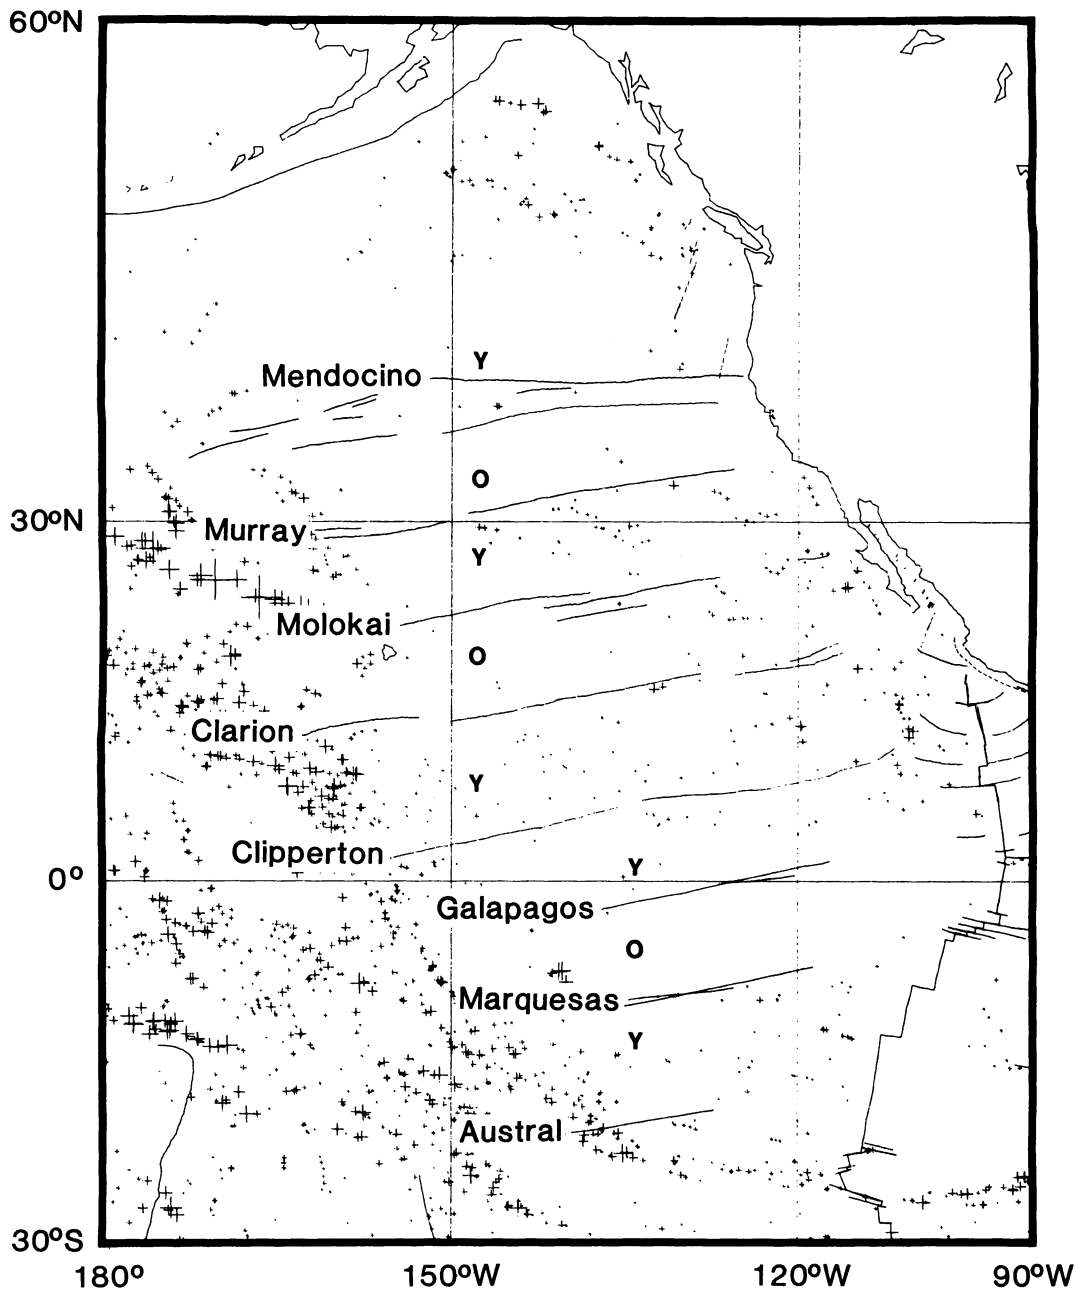 60ºN
Y
Mendocino
O
30ºN
Murray
Y
Molokai
O
Clarion
Y
Clipperton
Y
0º
Galapagos
O
Marquesas
Y
Austral
30ºS
180º 150ºW 120ºW 90ºW